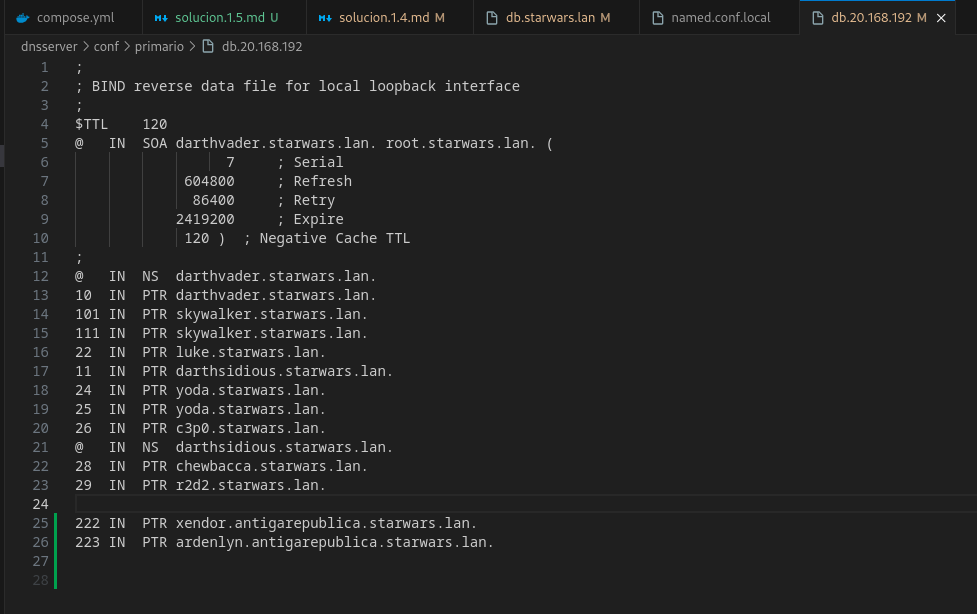 compose.yml solucion.1.5.md U solucion.1.4.md M db.starwars.lan M named.conf.local db.20.168.192 M
dnsserver > conf > primario > db.20.168.192
1 ;
2 ; BIND reverse data file for local loopback interface
3 ;
4 $TTL 120
5 @ IN SOA darthvader.starwars.lan. root.starwars.lan. (
6 7 ; Serial
7 604800 ; Refresh
8 86400 ; Retry
9 2419200 ; Expire
10 120 ) ; Negative Cache TTL
11 ;
12 @ IN NS darthvader.starwars.lan.
13 10 IN PTR darthvader.starwars.lan.
14 101 IN PTR skywalker.starwars.lan.
15 111 IN PTR skywalker.starwars.lan.
16 22 IN PTR luke.starwars.lan.
17 11 IN PTR darthsidious.starwars.lan.
18 24 IN PTR yoda.starwars.lan.
19 25 IN PTR yoda.starwars.lan.
20 26 IN PTR c3p0.starwars.lan.
21 @ IN NS darthsidious.starwars.lan.
22 28 IN PTR chewbacca.starwars.lan.
23 29 IN PTR r2d2.starwars.lan.
24
25 222 IN PTR xendor.antigarepublica.starwars.lan.
26 223 IN PTR ardenlyn.antigarepublica.starwars.lan.
27
28